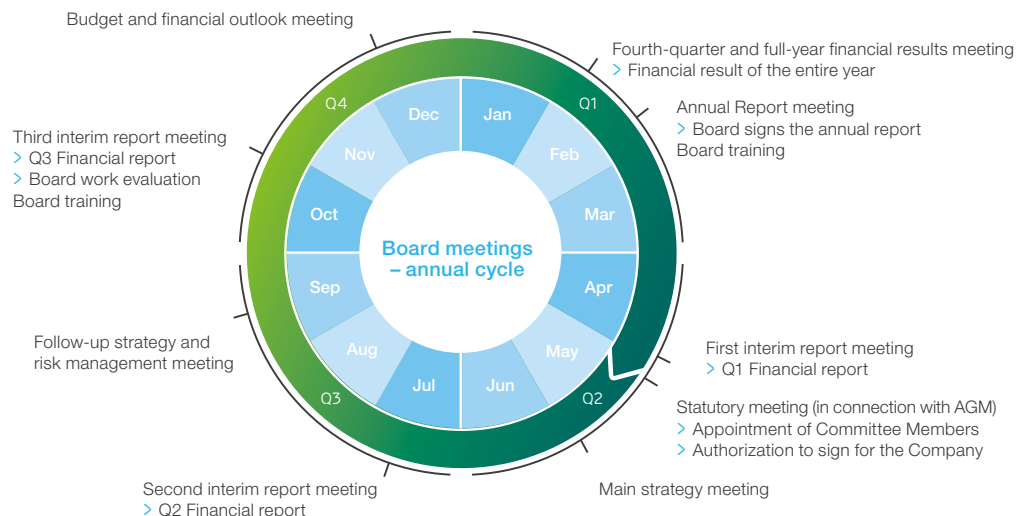 Budget and financial outlook meeting
Fourth-quarter and full-year financial results meeting
> Financial result of the entire year
Annual Report meeting
> Board signs the annual report
Board training
Third interim report meeting
> Q3 Financial report
> Board work evaluation
Board training
Q4
Q1
Dec
Jan
Nov
Feb
Oct
Mar
Board meetings
– annual cycle
Sep
Apr
Aug
May
Jul
Jun
Q3
Q2
Follow-up strategy and
risk management meeting
First interim report meeting
> Q1 Financial report
Statutory meeting (in connection with AGM)
> Appointment of Committee Members
> Authorization to sign for the Company
Second interim report meeting
> Q2 Financial report
Main strategy meeting